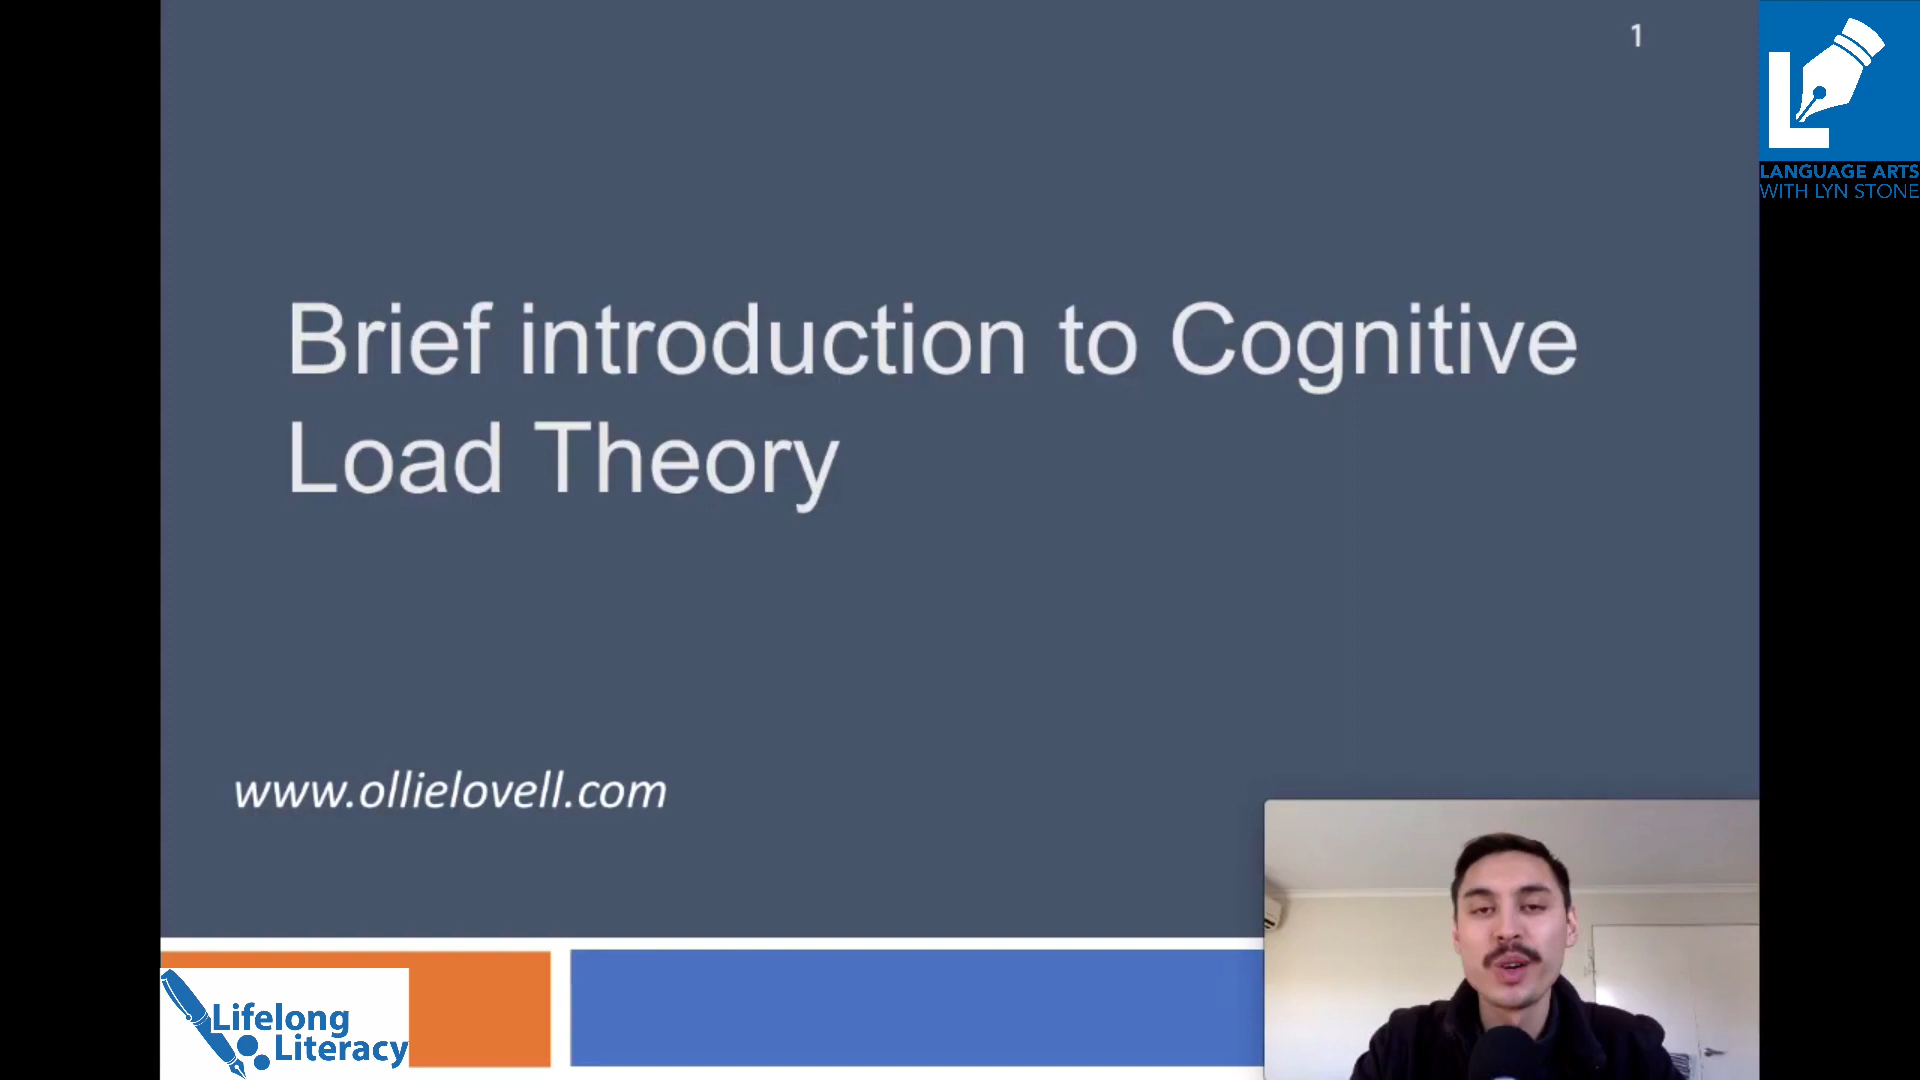 1
LANGUAGE ARTS
WITH LYN STONE
Brief introduction to Cognitive
Load Theory
www.ollielovell.com
Lifelong
Literacy